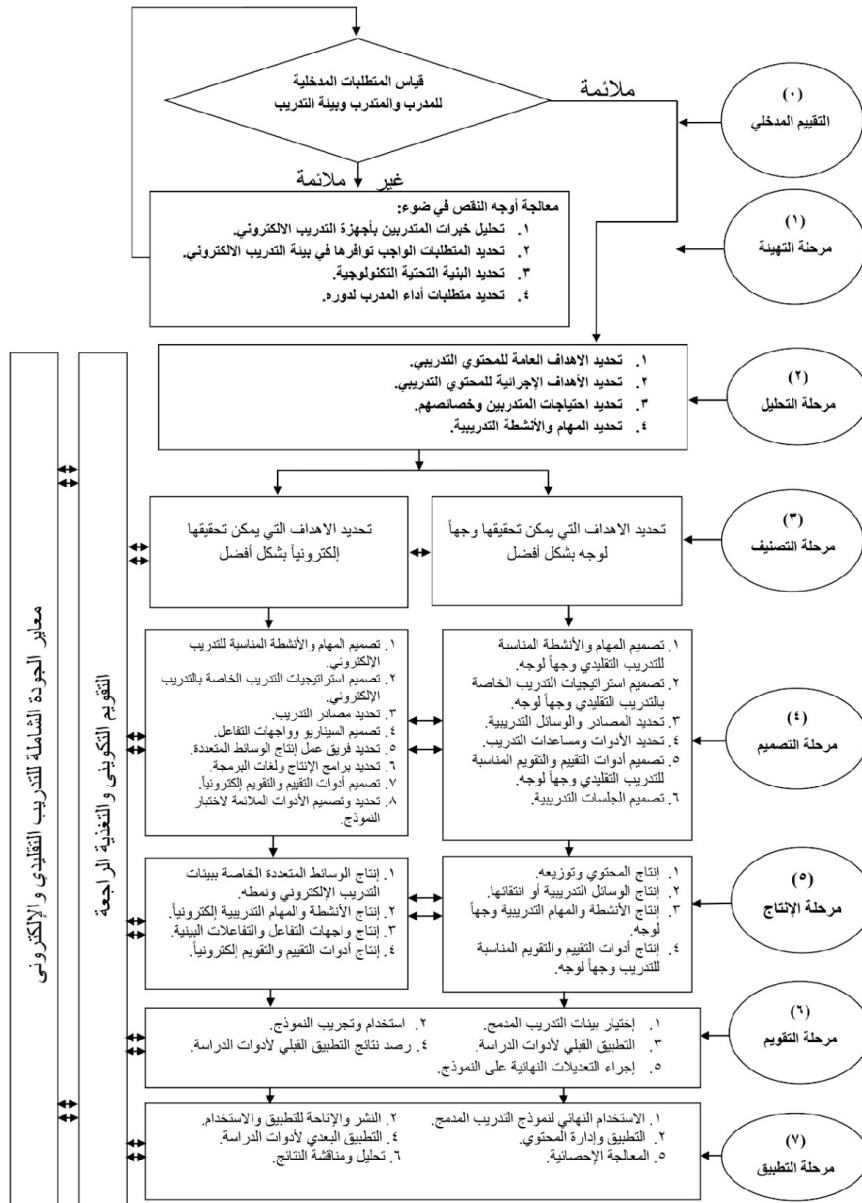 قياس المتطلبات المدخلية
للمدرب والمتدرب وبيئة التدريب
ملائمة
غير ملائمة
(٠)
التقييم المدخلي
معالجة أوجه النقص في ضوء:
١. تحليل خبرات المتدربين بأجهزة التدريب الالكتروني.
٢. تحديد المتطلبات الواجب توافرها في بيئة التدريب الالكتروني.
٣. تحديد البنية التحتية التكنولوجية.
٤. تحديد متطلبات أداء المدرب لدوره.
(١)
مرحلة التهيئة
١. تحديد الاهداف العامة للمحتوي التدريبي.
٢. تحديد الأهداف الإجرائية للمحتوي التدريبي.
٣. تحديد احتياجات المتدربين وخصائصهم.
٤. تحديد المهام والأنشطة التدريبية.
(٢)
مرحلة التحليل
تحديد الاهداف التي يمكن تحقيقها وجهاً
لوجه بشكل أفضل
تحديد الاهداف التي يمكن تحقيقها
إلكترونياً بشكل أفضل
(٣)
مرحلة التصنيف
١. تصميم المهام والأنشطة المناسبة
للتدريب التقليدي وجهاً لوجه.
٢. تصميم استراتيجيات التدريب الخاصة
بالتدريب التقليدي وجهاً لوجه.
٣. تحديد المصادر والوسائل التدريبية.
٤. تحديد الأدوات ومساعدات التدريب.
٥. تصميم أدوات التقييم والتقويم المناسبة
للتدريب التقليدي وجهاً لوجه.
٦. تصميم الجلسات التدريبية.
١. تصميم المهام والأنشطة المناسبة للتدريب
الإلكتروني.
٢. تصميم استراتيجيات التدريب الخاصة بالتدريب
الإلكتروني.
٣. تحديد مصادر التدريب.
٤. تصميم السيناريو وواجهات التفاعل.
٥. تحديد فريق عمل إنتاج الوسائط المتعددة.
٦. تحديد برامج الإنتاج ولغات البرمجة.
٧. تصميم أدوات التقييم والتقويم إلكترونياً.
٨. تحديد وتصميم الأدوات الملائمة لاختبار
النموذج.
(٤)
مرحلة التصميم
١. إنتاج المحتوي وتوزيعه.
٢. إنتاج الوسائل التدريبية أو انتقائها.
٣. إنتاج الأنشطة والمهام التدريبية وجهاً
لوجه.
٤. إنتاج أدوات التقييم والتقويم المناسبة
للتدريب وجهاً لوجه.
١. إنتاج الوسائط المتعددة الخاصة ببيئات
التدريب الإلكتروني ونمطه.
٢. إنتاج الأنشطة والمهام التدريبية إلكترونياً.
٣. إنتاج واجهات التفاعل والتفاعلات البينية.
٤. إنتاج أدوات التقييم والتقويم إلكترونياً.
(٥)
مرحلة الإنتاج
١. إختيار بيئات التدريب المدمج. ٢. استخدام وتجريب النموذج.
٣. التطبيق القبلي لأدوات الدراسة. ٤. رصد نتائج التطبيق القبلي لأدوات الدراسة.
٥. إجراء التعديلات النهائية على النموذج.
(٦)
مرحلة التقويم
١. الاستخدام النهائي لنموذج التدريب المدمج. ٢. النشر والإتاحة للتطبيق والاستخدام.
٢. التطبيق وإدارة المحتوي. ٤. التطبيق البعدي لأدوات الدراسة.
٥. المعالجة الإحصائية. ٦. تحليل ومناقشة النتائج.
(٧)
مرحلة التطبيق
التقويم التكويني والتغذية الراجعة
معايير الجودة الشاملة للتدريب التقليدي والإلكتروني